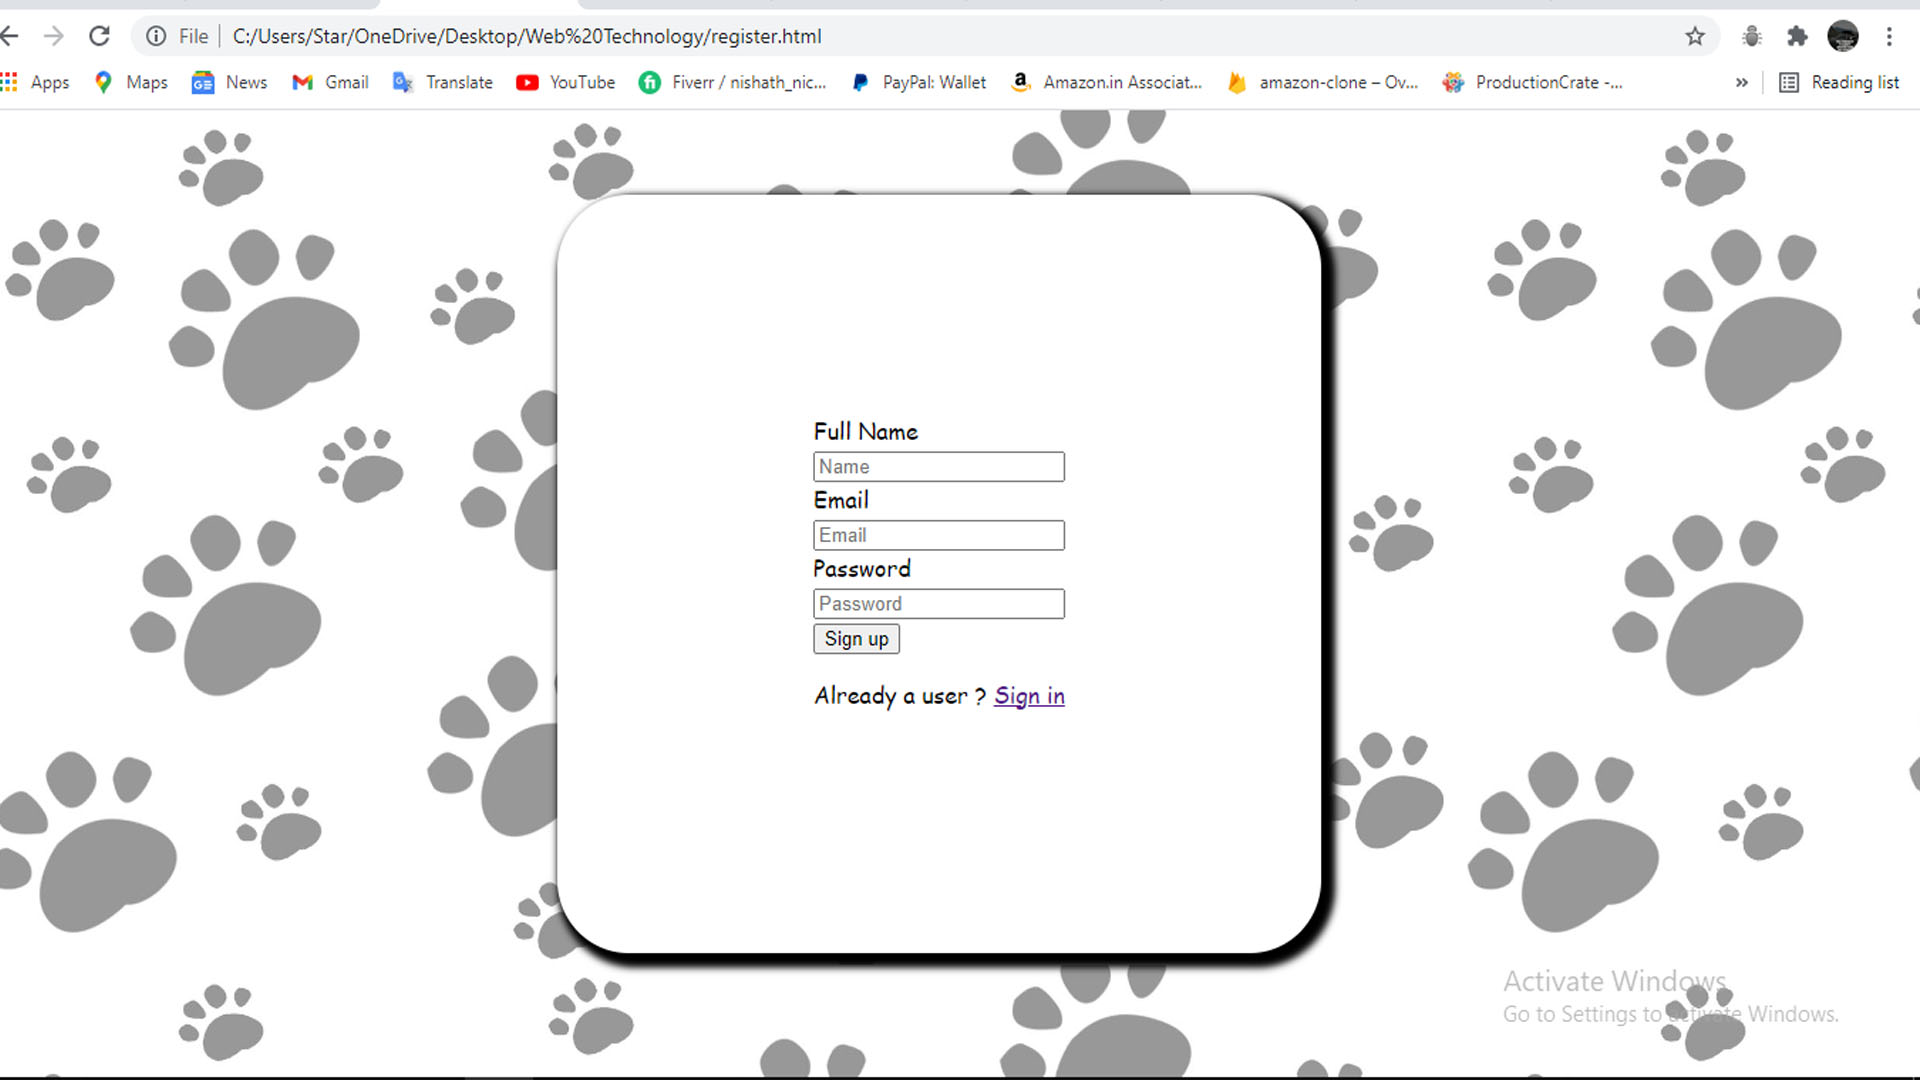 File C:/Users/Star/OneDrive/Desktop/Web%20Technology/register.html
Apps Maps News Gmail Translate YouTube Fiverr / nishath_nic... PayPal: Wallet Amazon.in Associat... amazon-clone – Ov... ProductionCrate -... » Reading list
Full Name
Name
Email
Email
Password
Password
Sign up
Already a user ? Sign in
Activate Windows
Go to Settings to activate Windows.